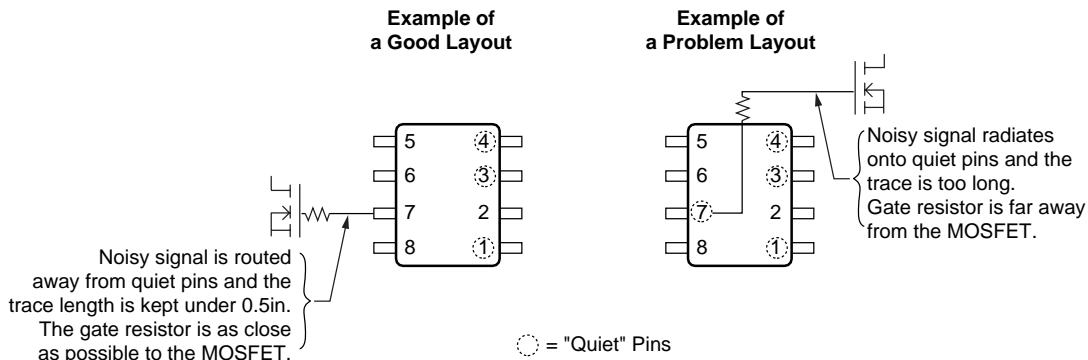 Example of
a Good Layout
Example of
a Problem Layout
5
4
6
3
7
2
8
1
5
4
6
3
7
2
8
1
Noisy signal radiates
onto quiet pins and the
trace is too long.
Gate resistor is far away
from the MOSFET.
Noisy signal is routed
away from quiet pins and the
trace length is kept under 0.5in.
The gate resistor is as close
as possible to the MOSFET.
= "Quiet" Pins